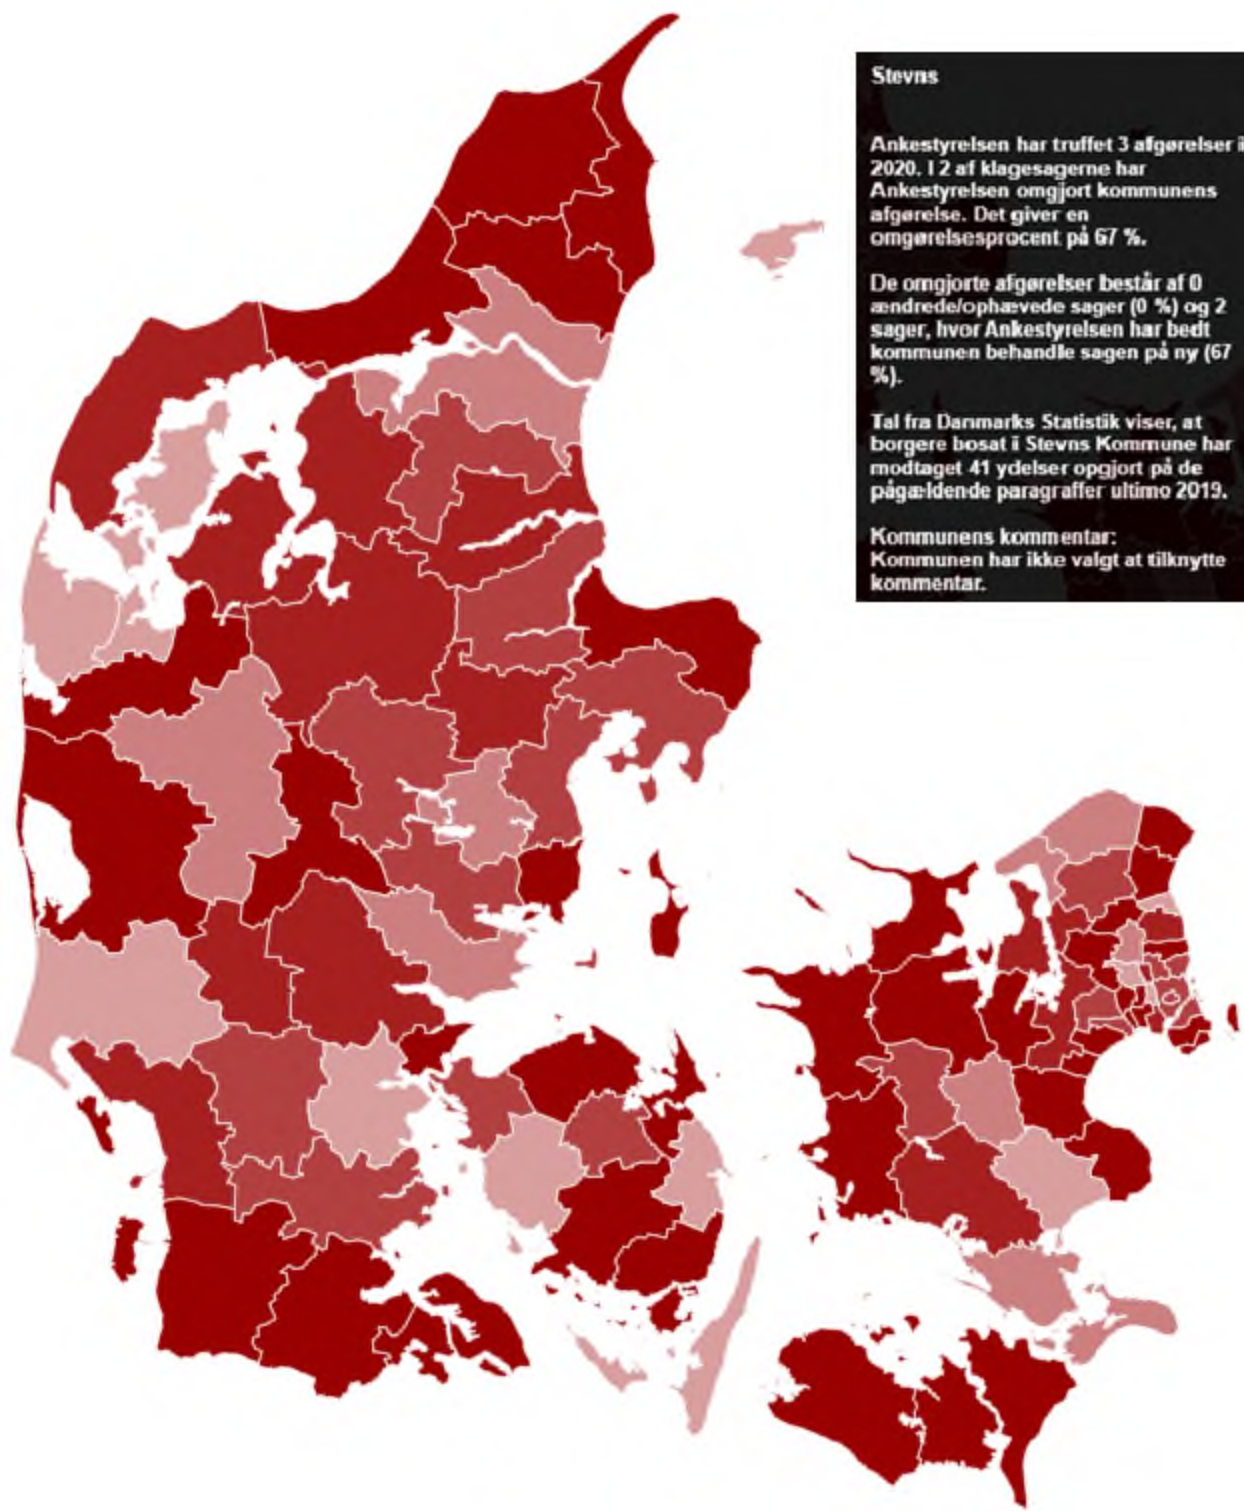 Stevns
Ankestyrelsen har truffet 3 afgørelser i
2020. I 2 af klagesagerne har
Ankestyrelsen omgjort kommunens
afgørelse. Det giver en
omgørelsesprocent på 67 %.
De omgjorte afgørelser består af 0
ændrede/ophævede sager (0 %) og 2
sager, hvor Ankestyrelsen har bedt
kommunen behandle sagen på ny (67
%).
Tal fra Danmarks Statistik viser, at
borgere bosat i Stevns Kommune har
modtaget 41 ydelser opgjort på de
pågældende paragraffer ultimo 2019.
Kommunens kommentar:
Kommunen har ikke valgt at tilknytte
kommentar.